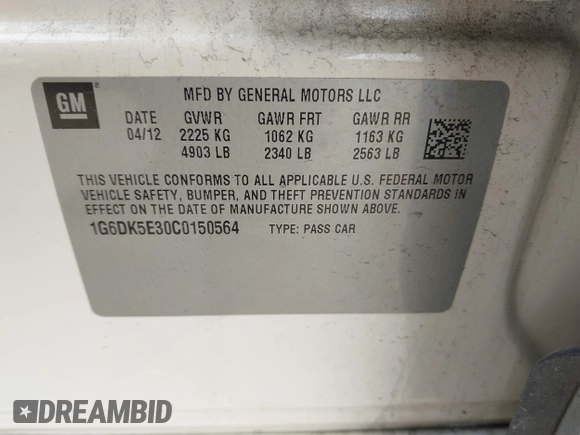 GM
MFD BY GENERAL MOTORS LLC
DATE GVWR GAWR FRT GAWR RR
04/12 2225 KG 1062 KG 1163 KG
4903 LB 2340 LB 2563 LB
THIS VEHICLE CONFORMS TO ALL APPLICABLE U.S. FEDERAL MOTOR
VEHICLE SAFETY, BUMPER, AND THEFT PREVENTION STANDARDS IN
EFFECT ON THE DATE OF MANUFACTURE SHOWN ABOVE.
1G6DK5E30C0150564 TYPE: PASS CAR
DREAMBID